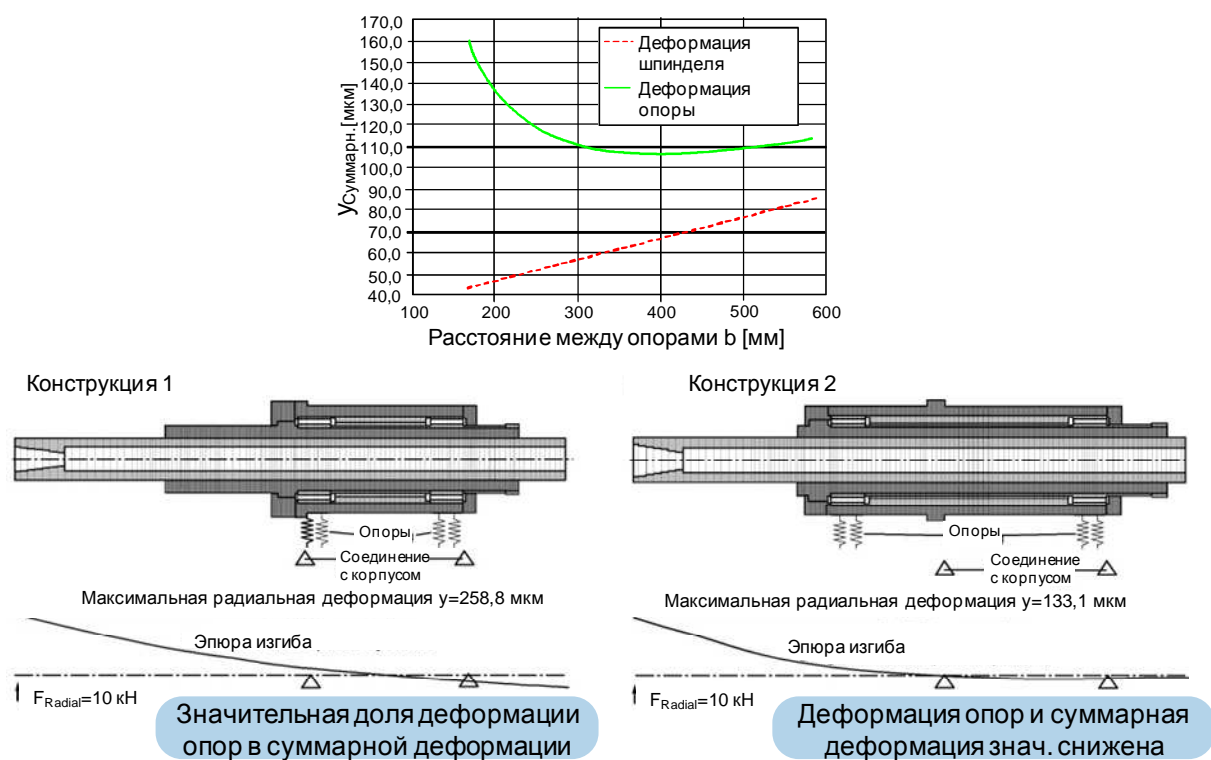 170,0
160,0
150,0
140,0
130,0
120,0
110,0
100,0
90,0
80,0
70,0
60,0
50,0
40,0
УСуммарн.[мкм]
Деформация
шпинделя
Деформация
опоры
100 200 300 400 500 600
Расстояние между опорами b [мм]
Конструкция 1
Опоры
Соединение
с корпусом
Максимальная радиальная деформация y=258,8 мкм
Эпюра изгиба
FRadial=10 кН
Значительная доля деформации
опор в суммарной деформации
Конструкция 2
Опоры
Соединение
с корпусом
Максимальная радиальная деформация y=133,1 мкм
Эпюра изгиба
FRadial=10 кН
Деформация опор и суммарная
деформация знач. снижена